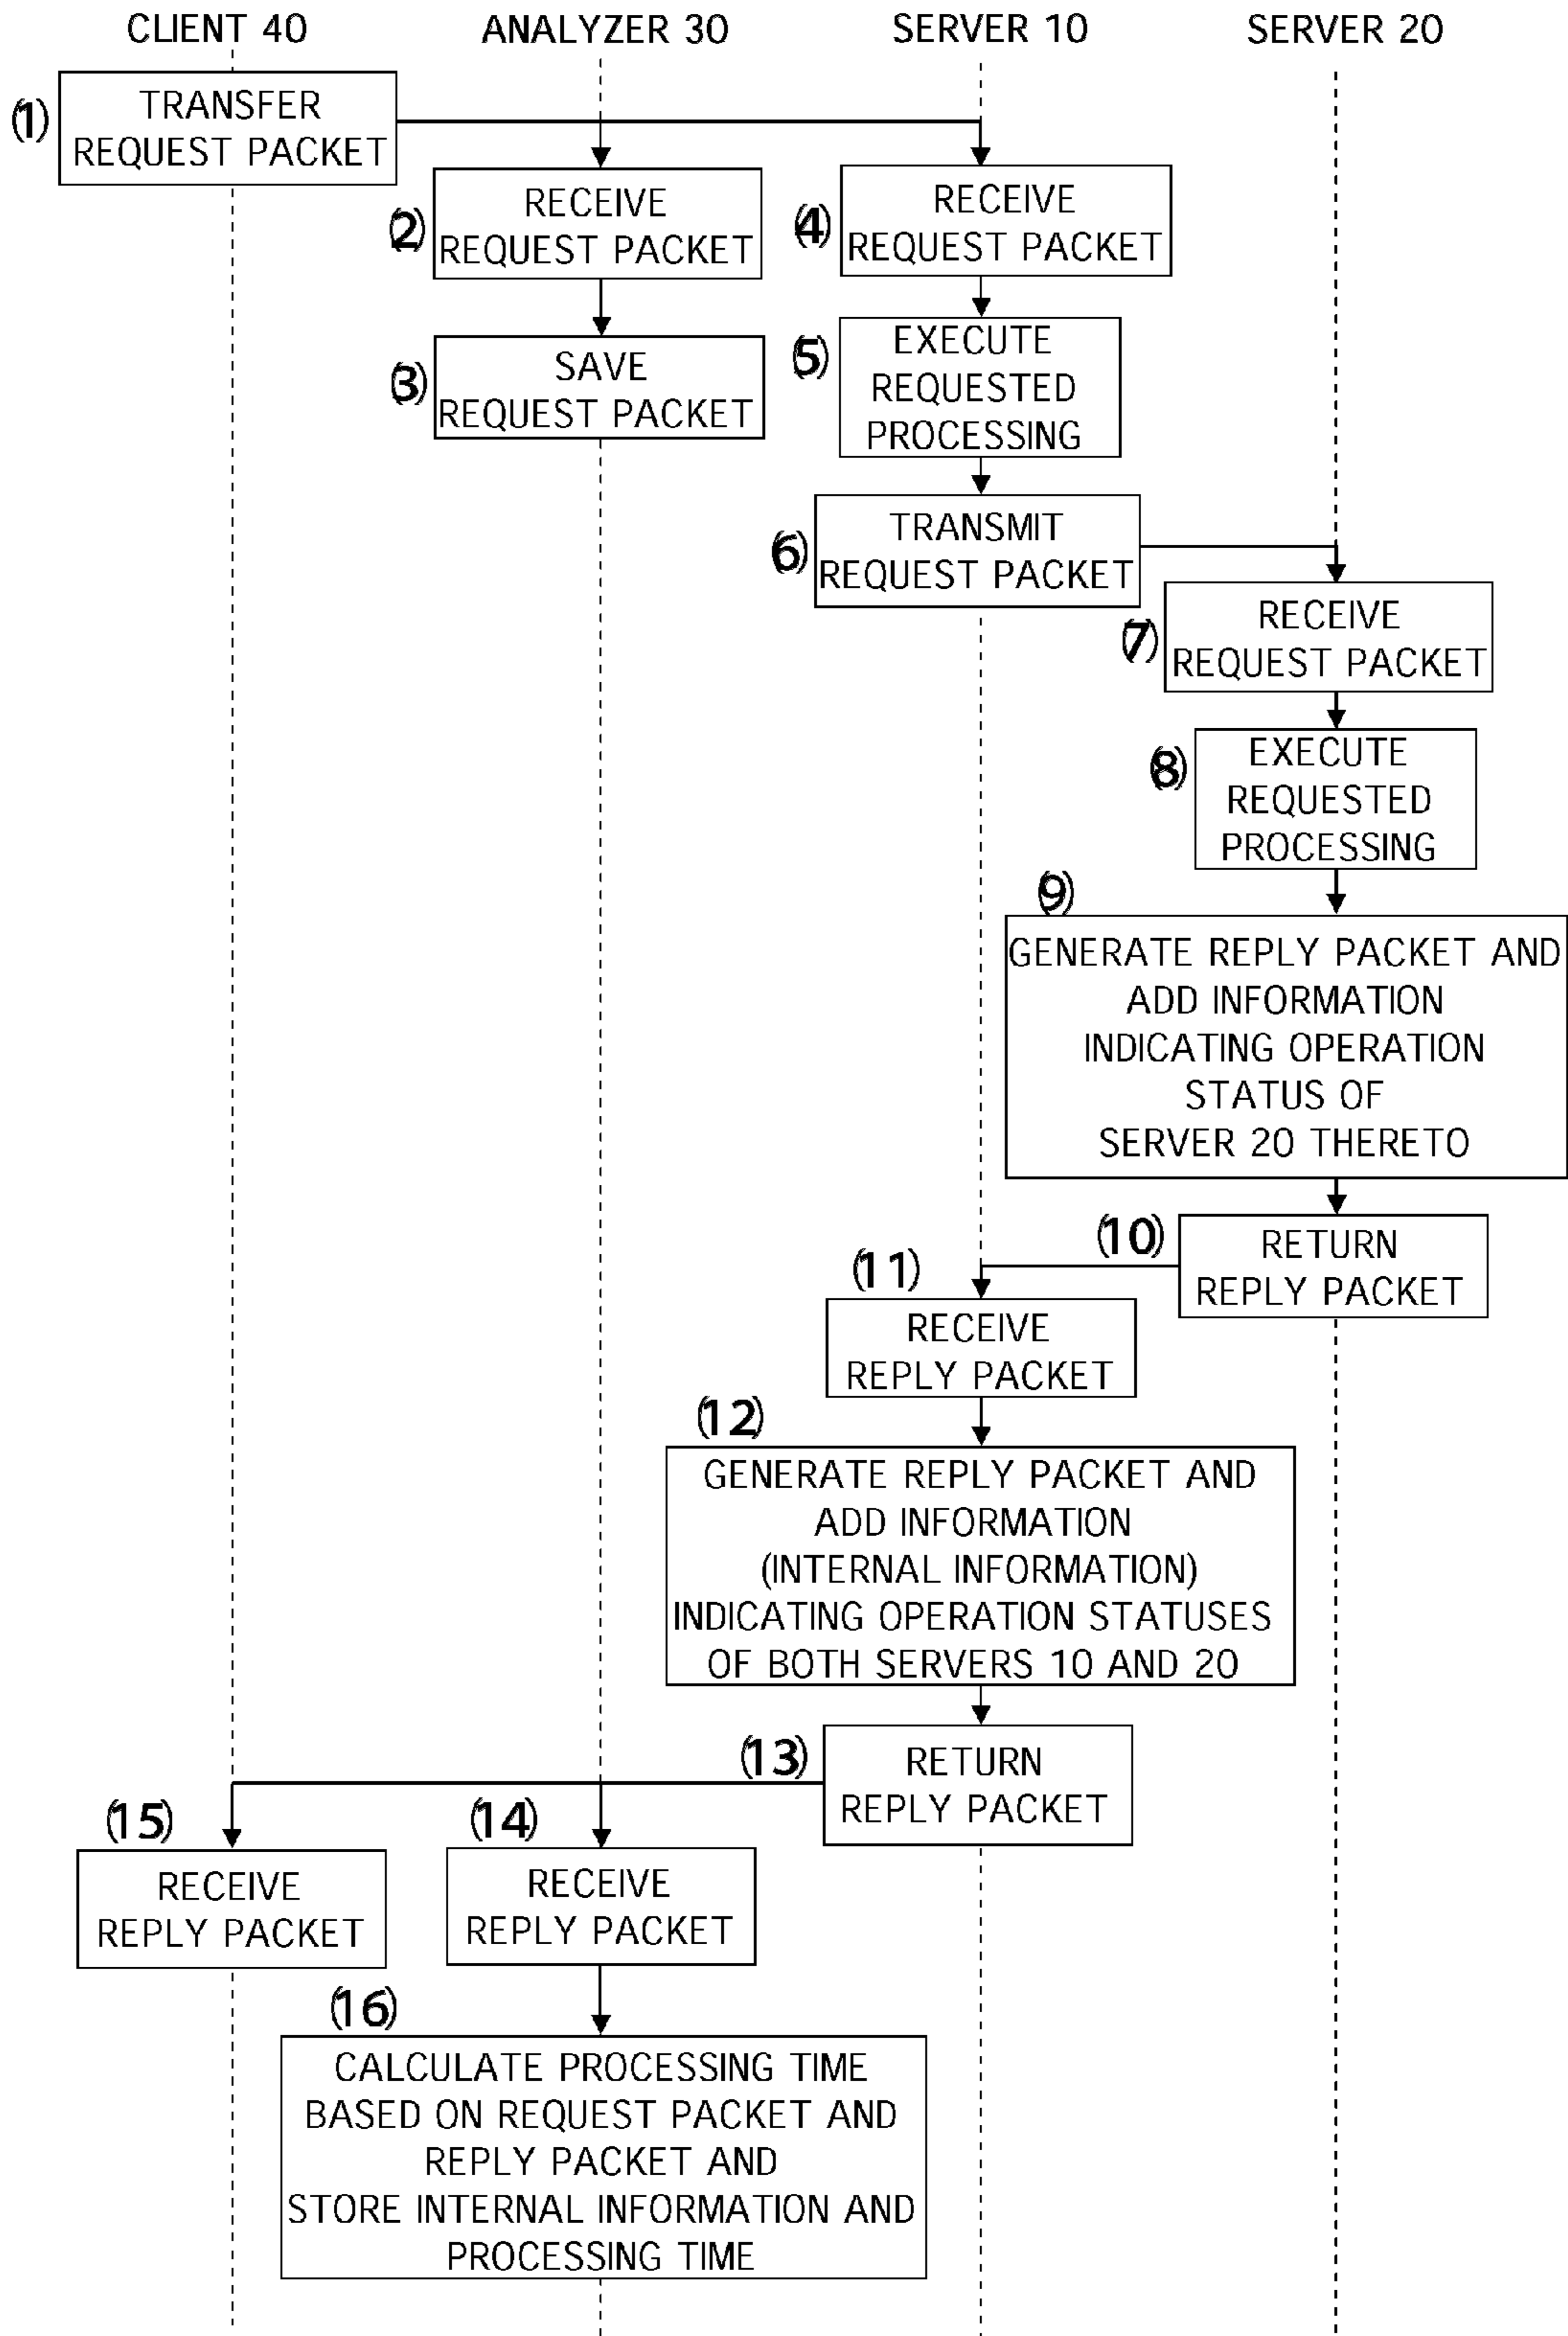 CLIENT 40
ANALYZER 30
SERVER 10
SERVER 20
(1)
TRANSFER
REQUEST PACKET
(2)
RECEIVE
REQUEST PACKET
(4)
RECEIVE
REQUEST PACKET
(3)
SAVE
REQUEST PACKET
(5)
EXECUTE
REQUESTED
PROCESSING
(6)
TRANSMIT
REQUEST PACKET
(7)
RECEIVE
REQUEST PACKET
(8)
EXECUTE
REQUESTED
PROCESSING
(9)
GENERATE REPLY PACKET AND
ADD INFORMATION
INDICATING OPERATION
STATUS OF
SERVER 20 THERETO
(10)
RETURN
REPLY PACKET
(11)
RECEIVE
REPLY PACKET
(12)
GENERATE REPLY PACKET AND
ADD INFORMATION
(INTERNAL INFORMATION)
INDICATING OPERATION STATUSES
OF BOTH SERVERS 10 AND 20
(13)
RETURN
REPLY PACKET
(15)
RECEIVE
REPLY PACKET
(14)
RECEIVE
REPLY PACKET
(16)
CALCULATE PROCESSING TIME
BASED ON REQUEST PACKET AND
REPLY PACKET AND
STORE INTERNAL INFORMATION AND
PROCESSING TIME